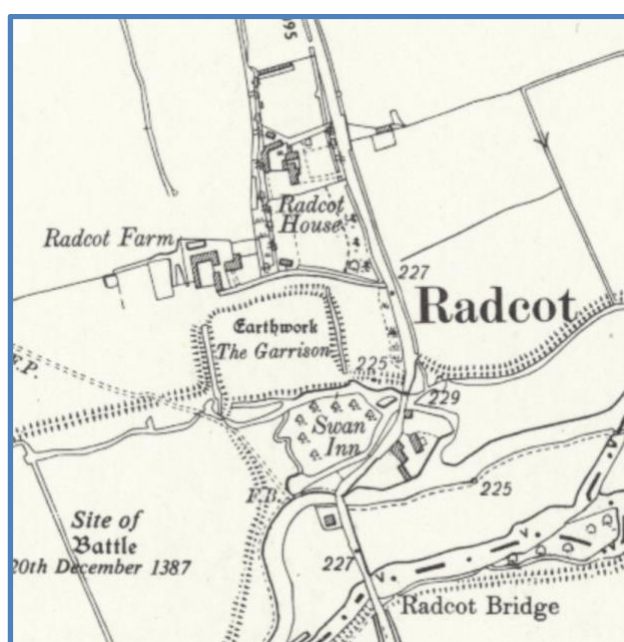 95
Radcot
House
Radcot Farm
227
Radcot
Earthwork
The Garrison
225
F.P.
229
Swan
Inn
F.B.
225
Site of
Battle
20th December 1387
227
Radcot Bridge